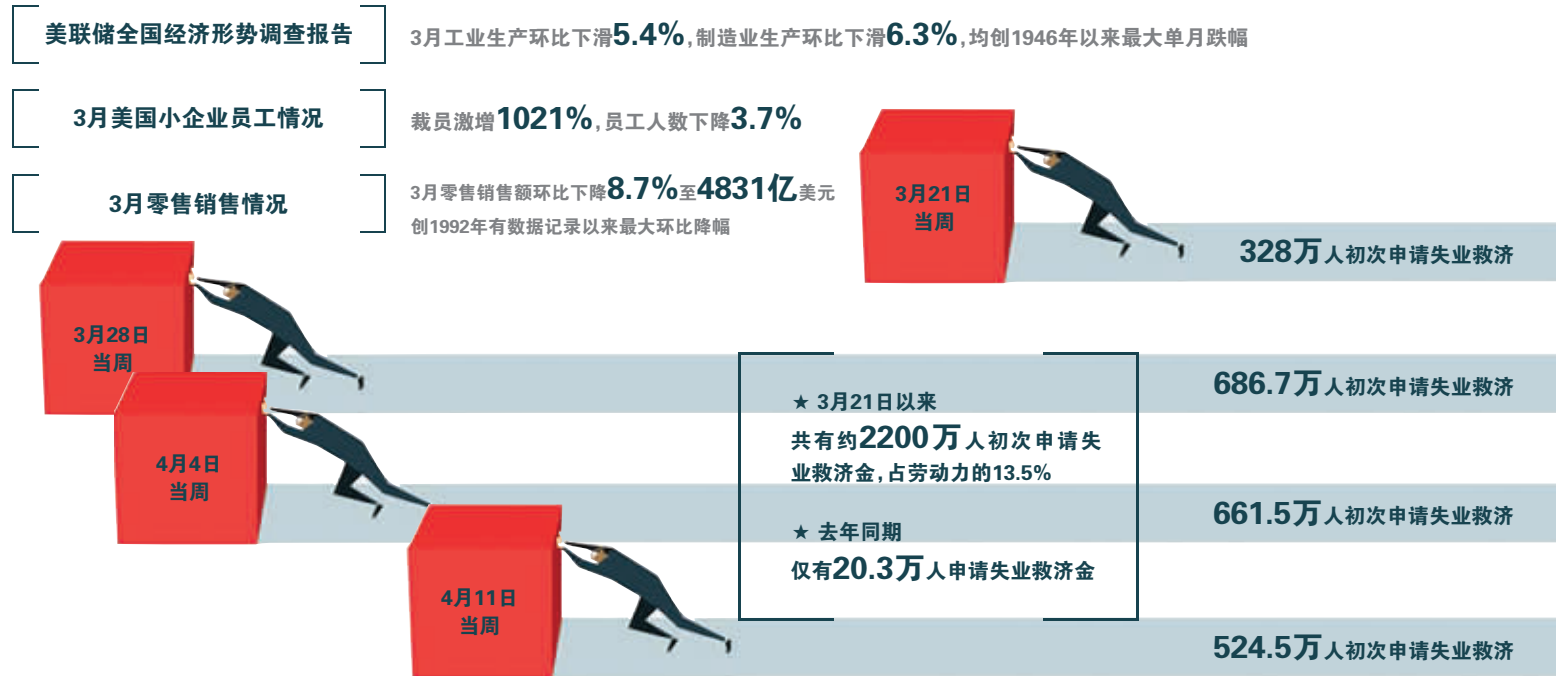 美联储全国经济形势调查报告
3月工业生产环比下滑5.4%,制造业生产环比下滑6.3%,均创1946年以来最大单月跌幅
3月美国小企业员工情况
裁员激增1021%,员工人数下降3.7%
3月零售销售情况
3月零售销售额环比下降8.7%至4831亿美元
创1992年有数据记录以来最大环比降幅
3月21日
当周
328万人初次申请失业救济
3月28日
当周
686.7万人初次申请失业救济
4月4日
当周
661.5万人初次申请失业救济
4月11日
当周
524.5万人初次申请失业救济
★ 3月21日以来
共有约2200万人初次申请失
业救济金,占劳动力的13.5%
★ 去年同期
仅有20.3万人申请失业救济金